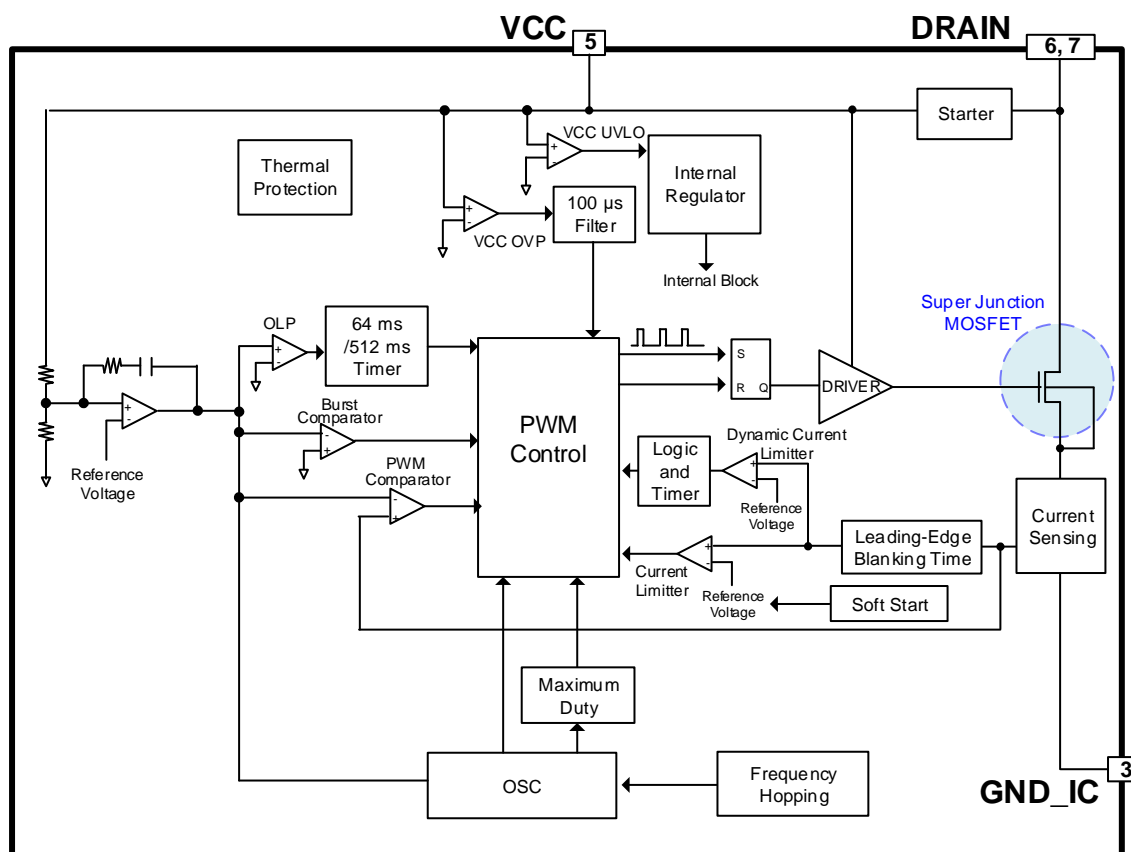 VCC
DRAIN
5
6, 7
Starter
VCC UVLO
+
-
Thermal
Protection
Internal
Regulator
+
-
100 µs
Filter
VCC OVP
Internal Block
Super Junction
MOSFET
OLP
64 ms
/512 ms
Timer
+
-
S
R
Q
DRIVER
PWM
Control
Burst
Comparator
+
-
-
+
Reference
Voltage
PWM
Comparator
-
+
Dynamic Current
Limitter
Logic
and
Timer
+
-
Reference
Voltage
Current
Sensing
Leading-Edge
Blanking Time
+
-
Current
Limitter
Reference
Voltage
Soft Start
Maximum
Duty
OSC
Frequency
Hopping
3
GND_IC